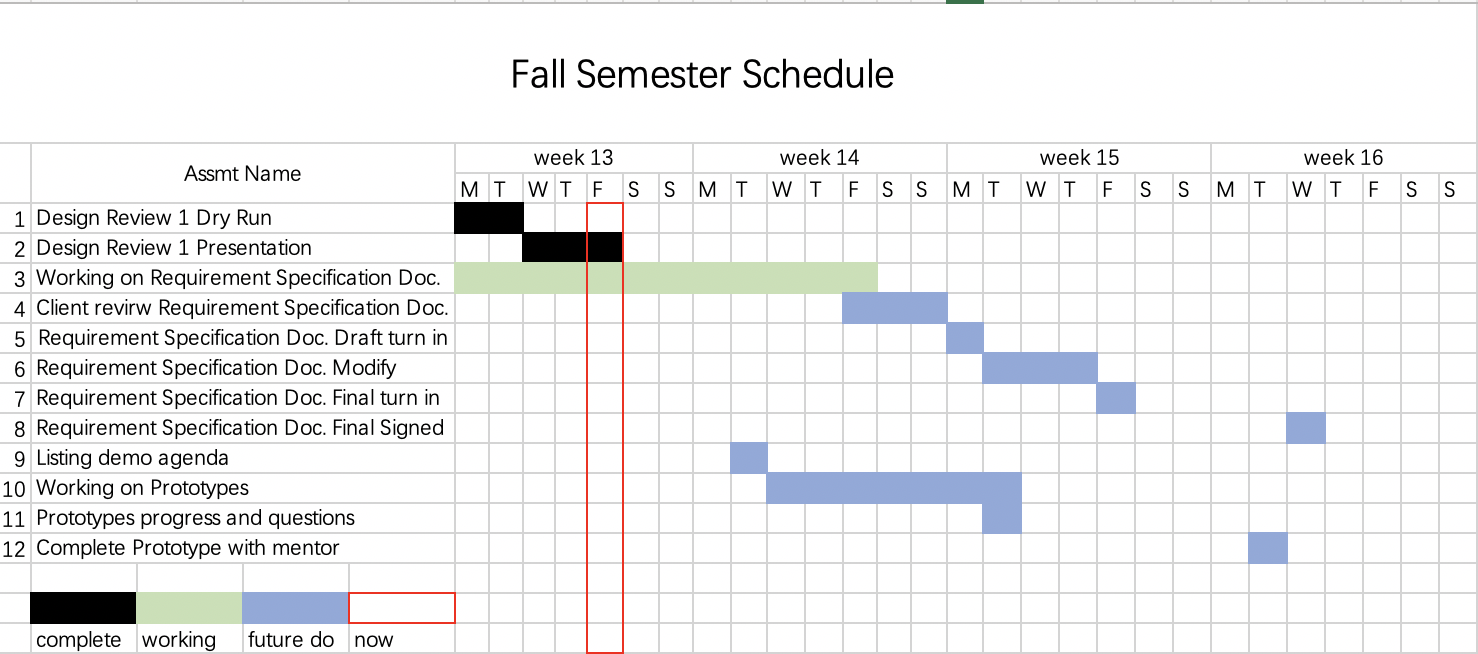 Fall Semester Schedule
Assmt Name week 13 week 14 week 15 week 16
M T W T F S S M T W T F S S M T W T F S S M T W T F S S
1 Design Review 1 Dry Run
2 Design Review 1 Presentation
3 Working on Requirement Specification Doc.
4 Client revirw Requirement Specification Doc.
5 Requirement Specification Doc. Draft turn in
6 Requirement Specification Doc. Modify
7 Requirement Specification Doc. Final turn in
8 Requirement Specification Doc. Final Signed
9 Listing demo agenda
10 Working on Prototypes
11 Prototypes progress and questions
12 Complete Prototype with mentor
complete working future do now